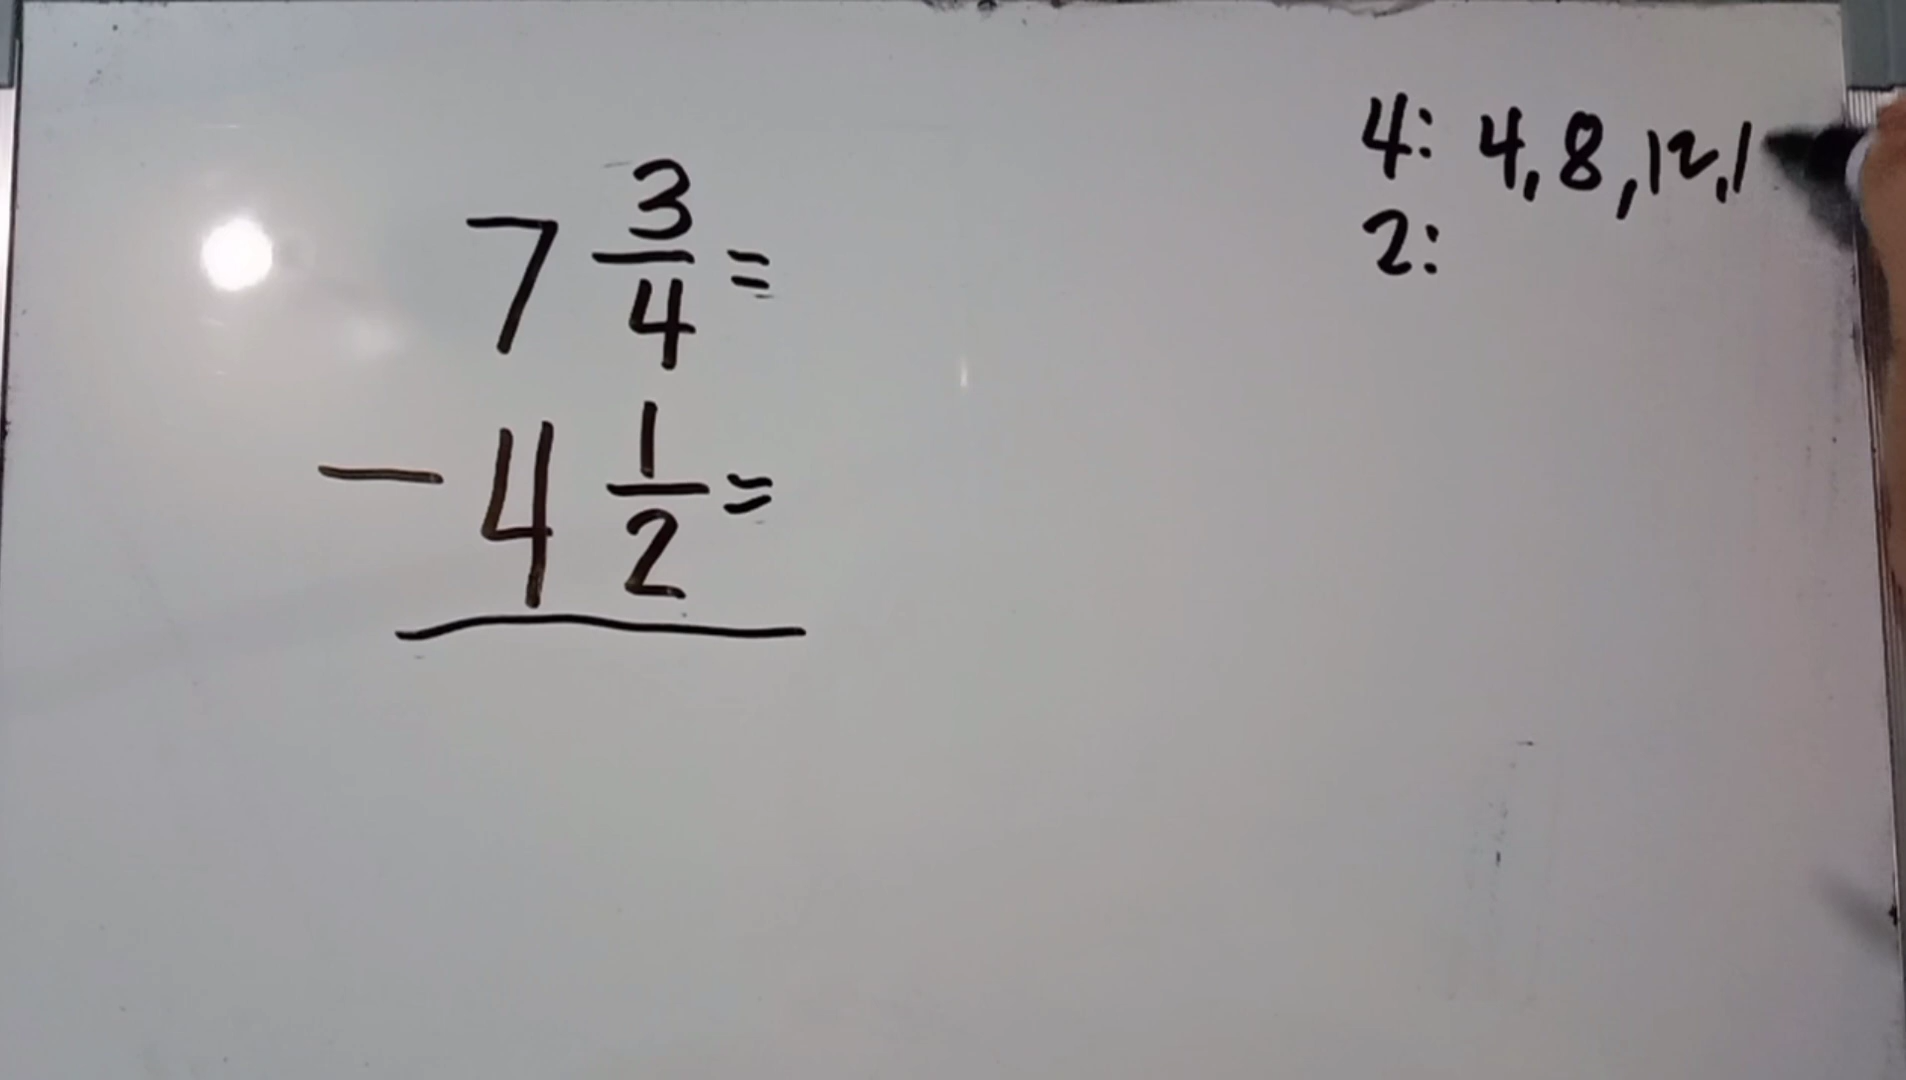 7 3/4 =
- 4 1/2 =
4: 4, 8, 12, 1
2: